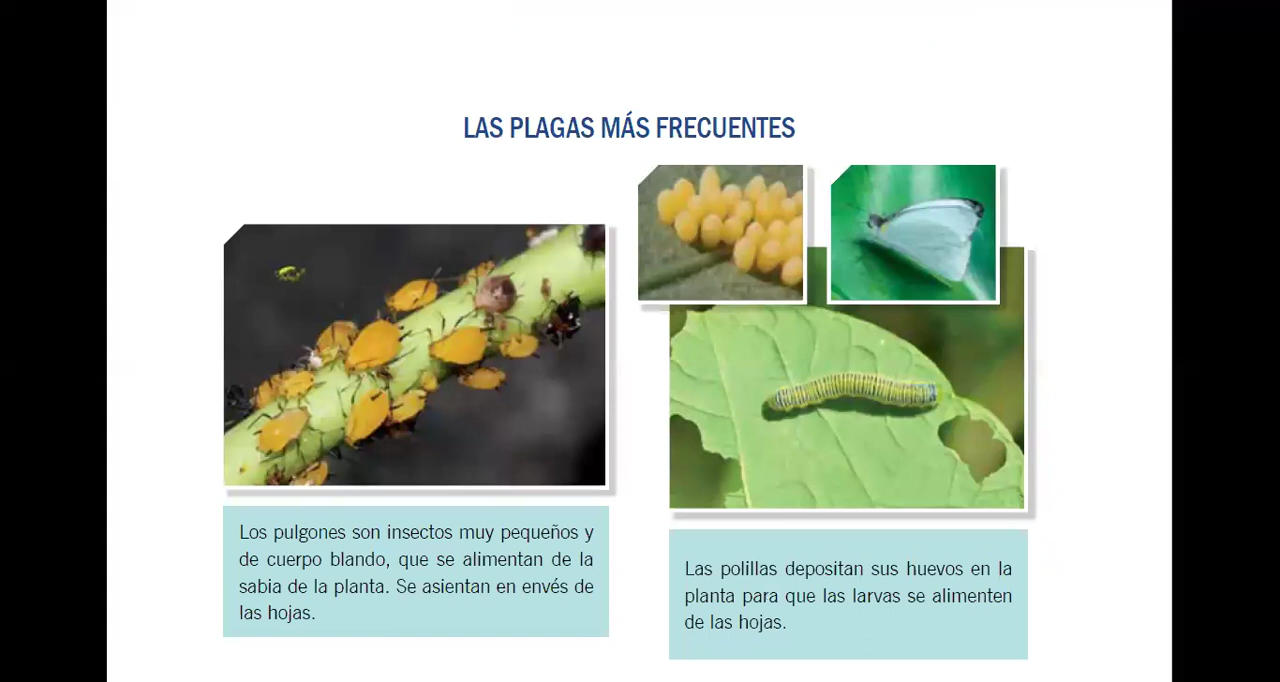 LAS PLAGAS MÁS FRECUENTES
Los pulgones son insectos muy pequeños y
de cuerpo blando, que se alimentan de la
sabia de la planta. Se asientan en envés de
las hojas.
Las polillas depositan sus huevos en la
planta para que las larvas se alimenten
de las hojas.